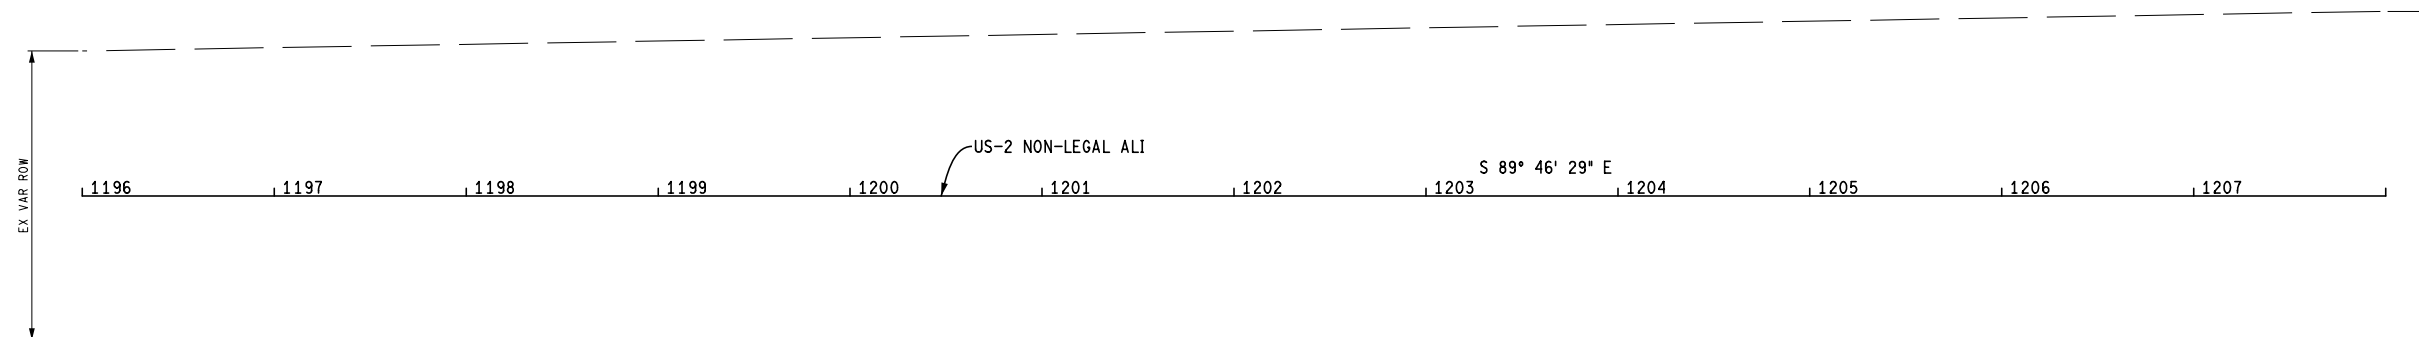 US-2 NON-LEGAL ALI
S 89° 46' 29" E
1196 1197 1198 1199 1200 1201 1202 1203 1204 1205 1206 1207
EX VAR ROW